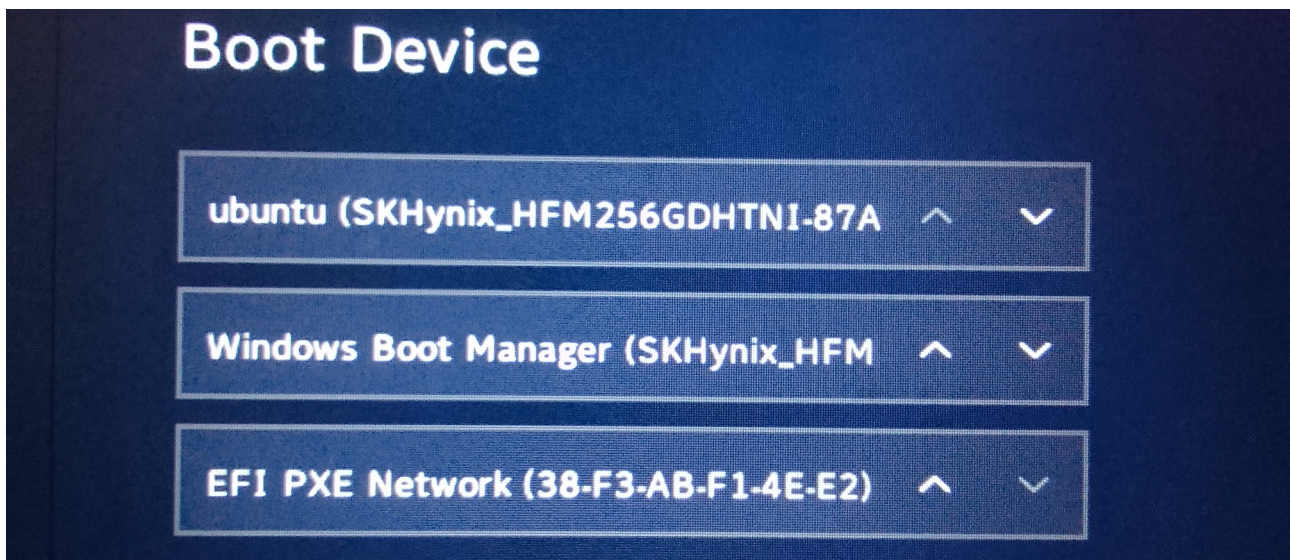 Boot Device
ubuntu (SKHynix_HFM256GDHTNI-87A
Windows Boot Manager (SKHynix_HFM
EFI PXE Network (38-F3-AB-F1-4E-E2)